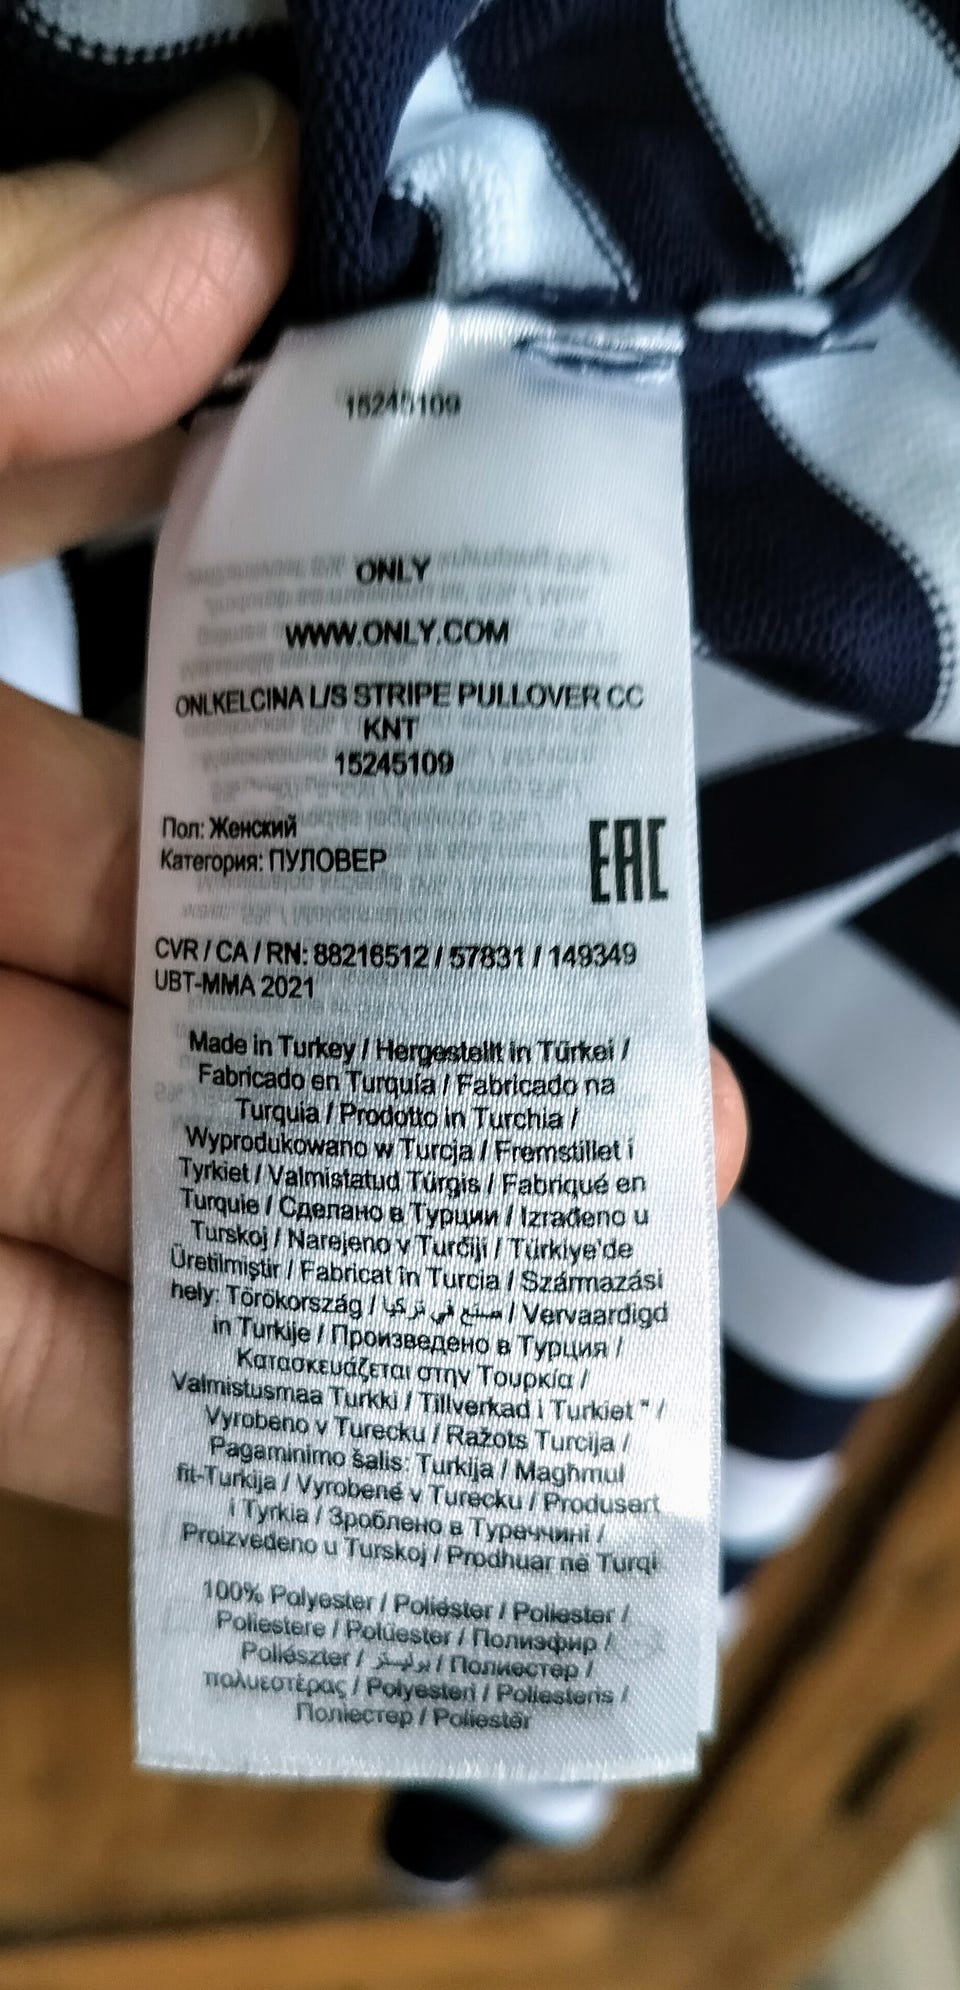 15245109
ONLY
WWW.ONLY.COM
ONLKELCINA L/S STRIPE PULLOVER CC
KNT
15245109
Пол: Женский
Категория: ПУЛОВЕР
EAC
CVR / CA / RN: 88216512 / 57831 / 149349
UBT-MMA 2021
Made in Turkey / Hergestellt in Türkei /
Fabricado en Turquía / Fabricado na
Turquia / Prodotto in Turchia /
Wyprodukowano w Turcja / Fremstillet i
Tyrkiet / Valmistatud Türgis / Fabriqué en
Turquie / Сделано в Турции / Izrađeno u
Turskoj / Narejeno v Turčiji / Türkiye'de
Üretilmiştir / Fabricat în Turcia / Származási
hely: Törökország / صنع في تركيا / Vervaardigd
in Turkije / Произведено в Турция /
Κατασκευάζεται στην Τουρκία /
Valmistusmaa Turkki / Tillverkad i Turkiet " /
Vyrobeno v Turecku / Ražots Turcija /
Pagaminimo šalis: Turkija / Magħmul
fit-Turkija / Vyrobené v Turecku / Produsert
i Tyrkia / Зроблено в Туреччині /
Proizvedeno u Turskoj / Prodhuar në Turqi
100% Polyester / Poliéster / Poliester /
Poliestere / Polüester / Полиэфир /
Poliészter / بوليستر / Полиестер /
πολυεστέρας / Polyesteri / Poliesteris /
Поліестер / Poliestër